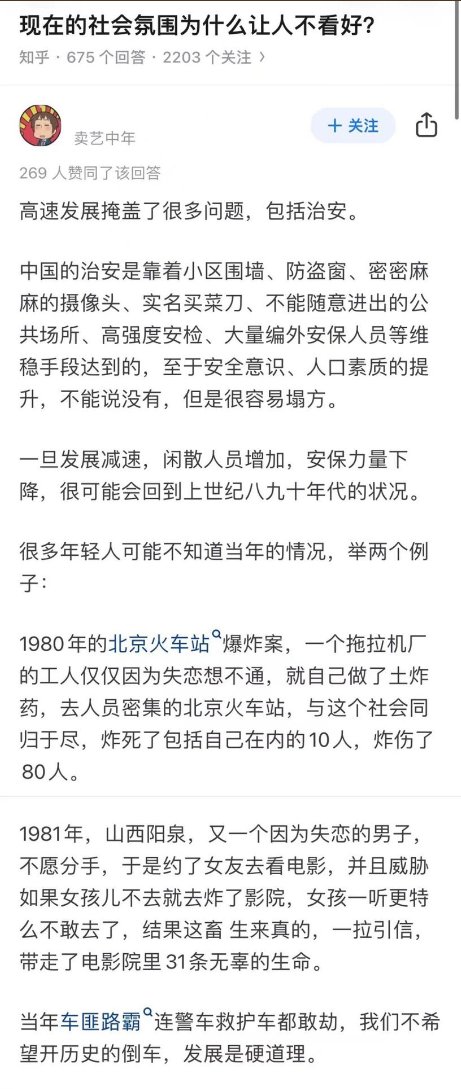 现在的社会氛围为什么让人不看好?
知乎 · 675 个回答 · 2203 个关注 >
卖艺中年
+ 关注
269 人赞同了该回答
高速发展掩盖了很多问题，包括治安。
中国的治安是靠着小区围墙、防盗窗、密密麻
麻的摄像头、实名买菜刀、不能随意进出的公
共场所、高强度安检、大量编外安保人员等维
稳手段达到的，至于安全意识、人口素质的提
升，不能说没有，但是很容易塌方。
一旦发展减速，闲散人员增加，安保力量下
降，很可能会回到上世纪八九十年代的状况。
很多年轻人可能不知道当年的情况，举两个例
子：
1980年的北京火车站爆炸案，一个拖拉机厂
的工人仅仅因为失恋想不通，就自己做了土炸
药，去人员密集的北京火车站，与这个社会同
归于尽，炸死了包括自己在内的10人，炸伤了
80人。
1981年，山西阳泉，又一个因为失恋的男子，
不愿分手，于是约了女友去看电影，并且威胁
如果女孩儿不去就去炸了影院，女孩一听更特
么不敢去了，结果这畜 生来真的，一拉引信，
带走了电影院里31条无辜的生命。
当年车匪路霸连警车救护车都敢劫，我们不希
望开历史的倒车，发展是硬道理。